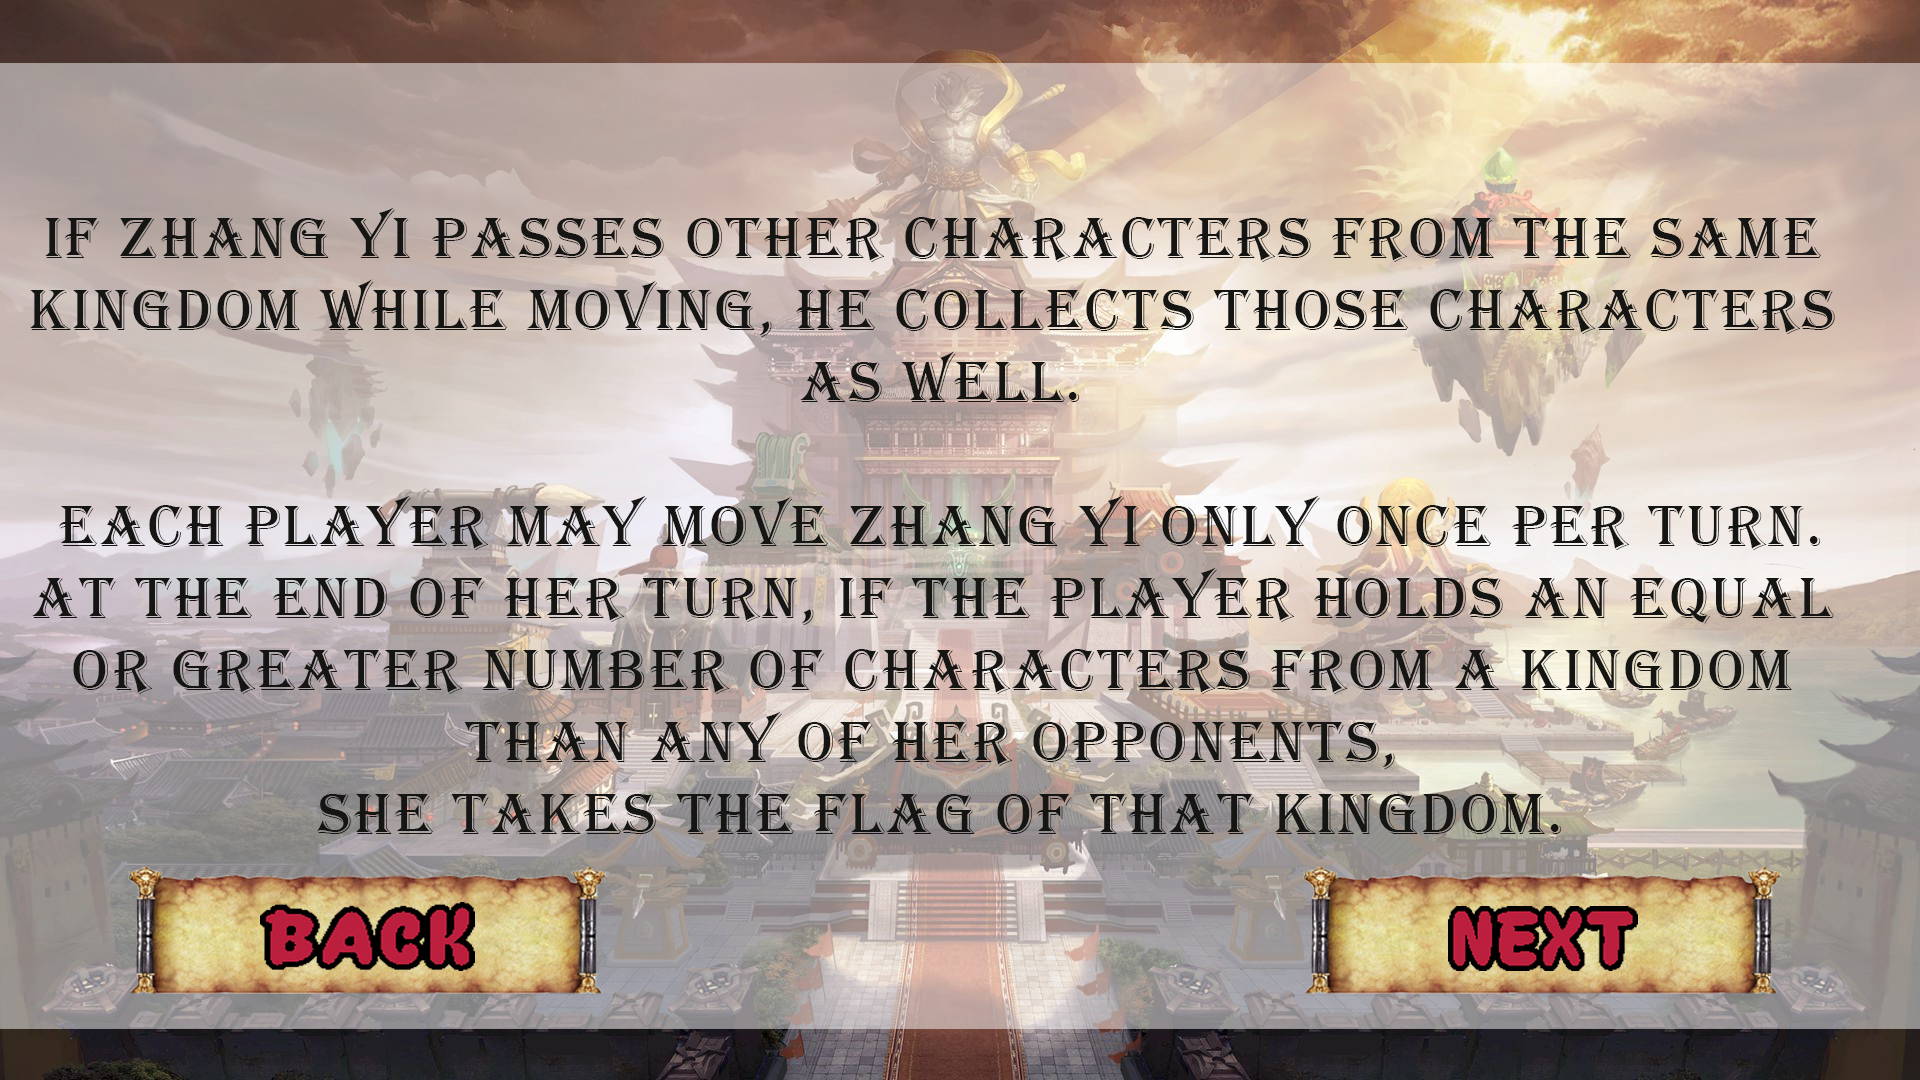 IF ZHANG YI PASSES OTHER CHARACTERS FROM THE SAME
KINGDOM WHILE MOVING, HE COLLECTS THOSE CHARACTERS
AS WELL.
EACH PLAYER MAY MOVE ZHANG YI ONLY ONCE PER TURN.
AT THE END OF HER TURN, IF THE PLAYER HOLDS AN EQUAL
OR GREATER NUMBER OF CHARACTERS FROM A KINGDOM
THAN ANY OF HER OPPONENTS,
SHE TAKES THE FLAG OF THAT KINGDOM.
BACK
NEXT